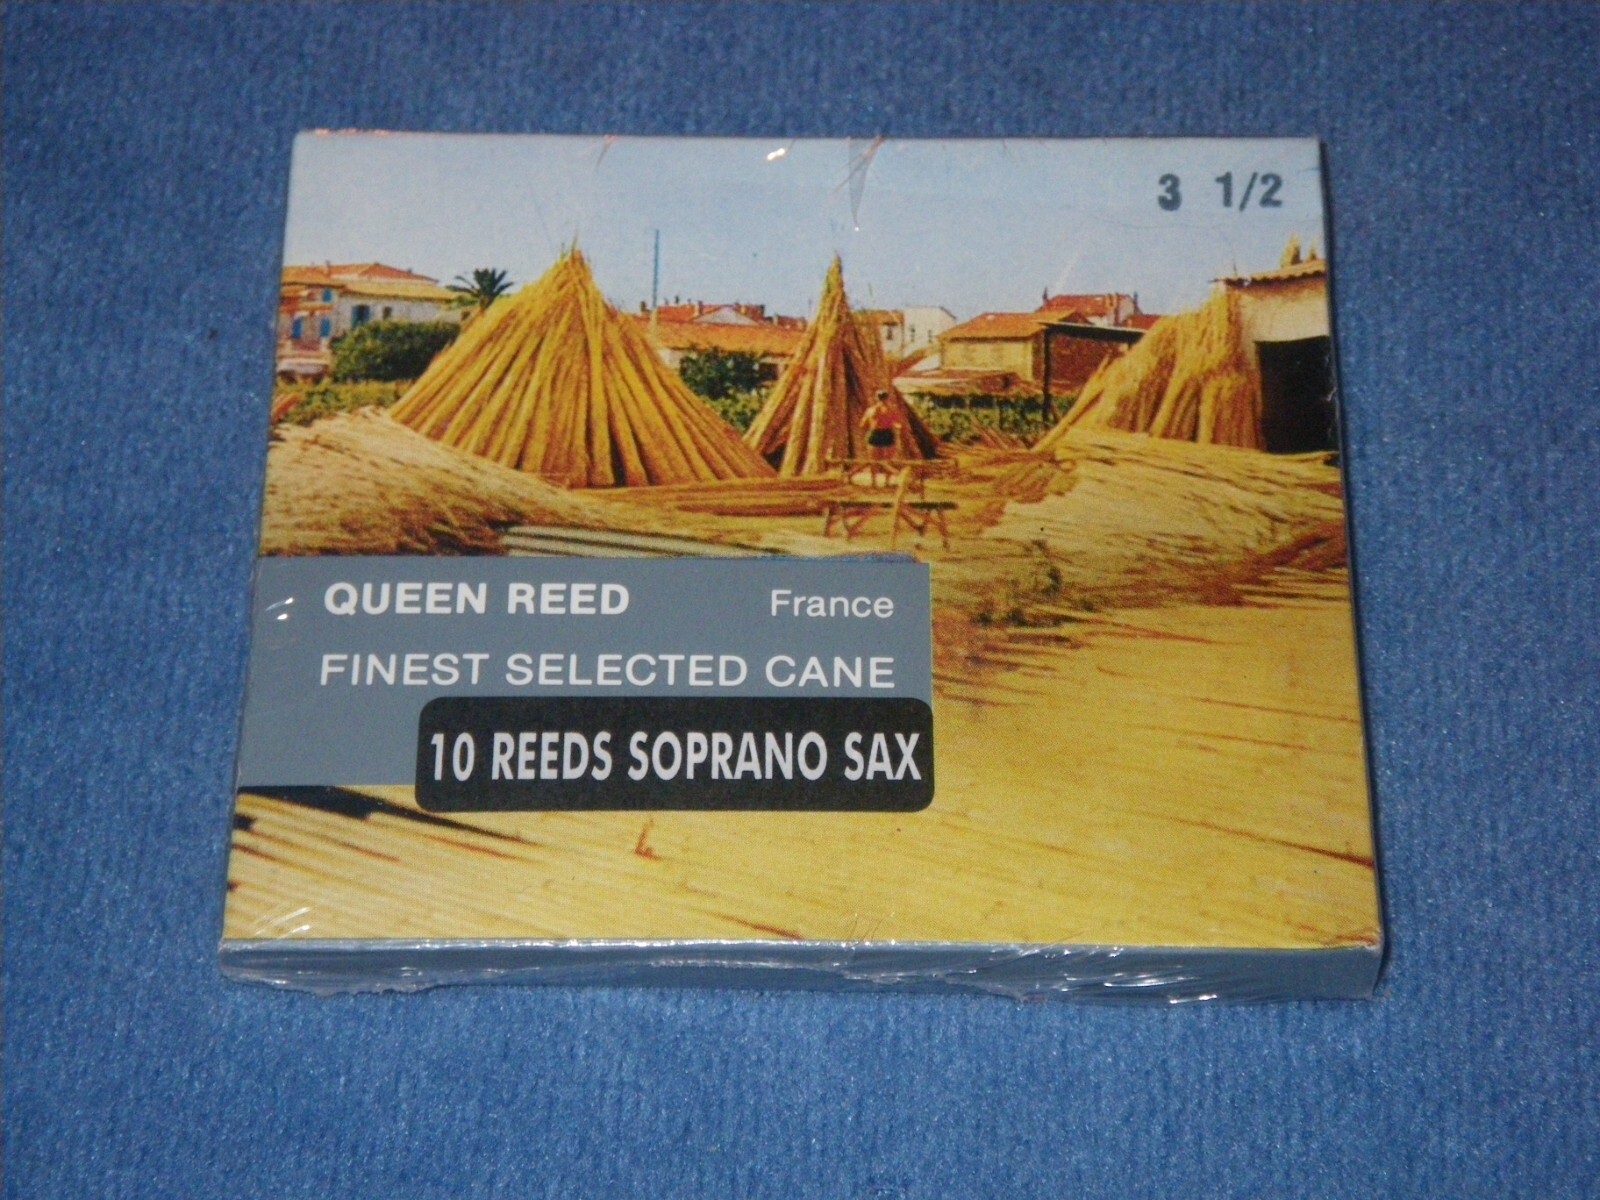 3 1/2
QUEEN REED France
FINEST SELECTED CANE
10 REEDS SOPRANO SAX